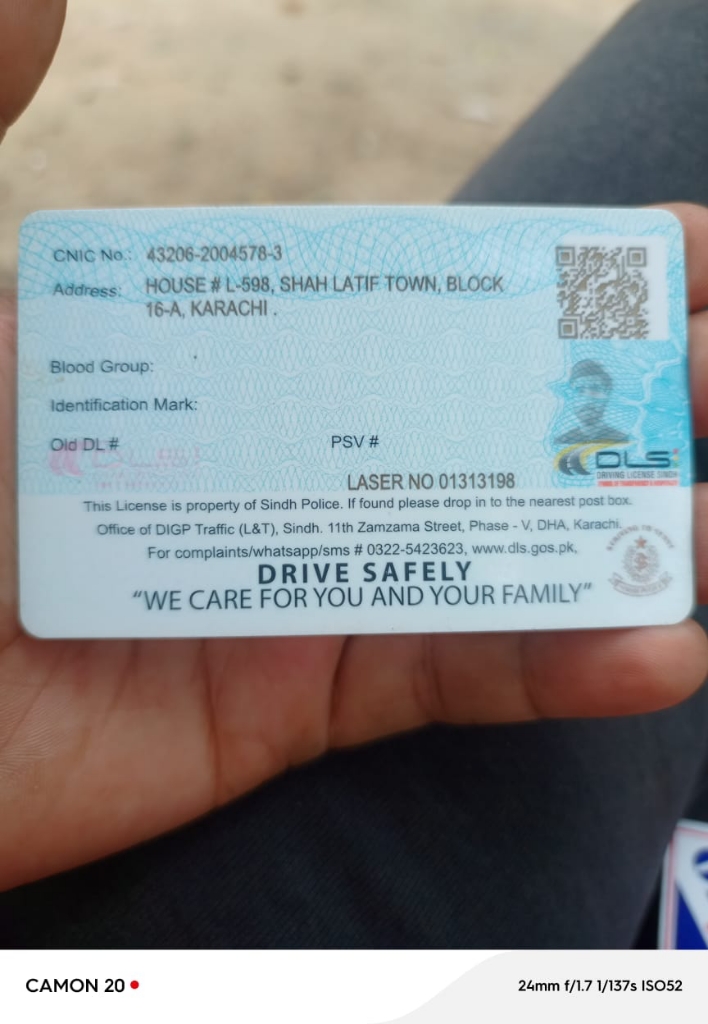 CNIC No.: 43206-2004578-3
Address: HOUSE # L-598, SHAH LATIF TOWN, BLOCK
16-A, KARACHI .
Blood Group:
Identification Mark:
Old DL #
PSV #
DLS
DRIVING LICENSE SINDH
LASER NO 01313198
This License is property of Sindh Police. If found please drop in to the nearest post box.
Office of DIGP Traffic (L&T), Sindh. 11th Zamzama Street, Phase - V, DHA, Karachi.
For complaints/whatsapp/sms # 0322-5423623, www.dls.gos.pk,
DRIVE SAFELY
“WE CARE FOR YOU AND YOUR FAMILY”
CAMON 20
24mm f/1.7 1/137s ISO52